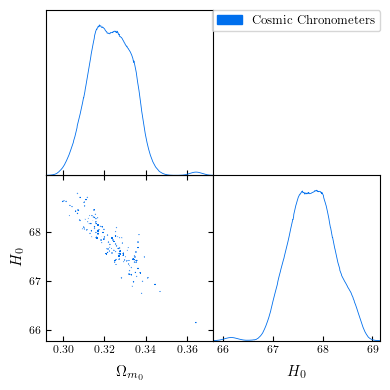 Cosmic Chronometers
68
67
66
H₀
0.30 0.32 0.34 0.36
66 67 68 69
Ωₘ₀
H₀